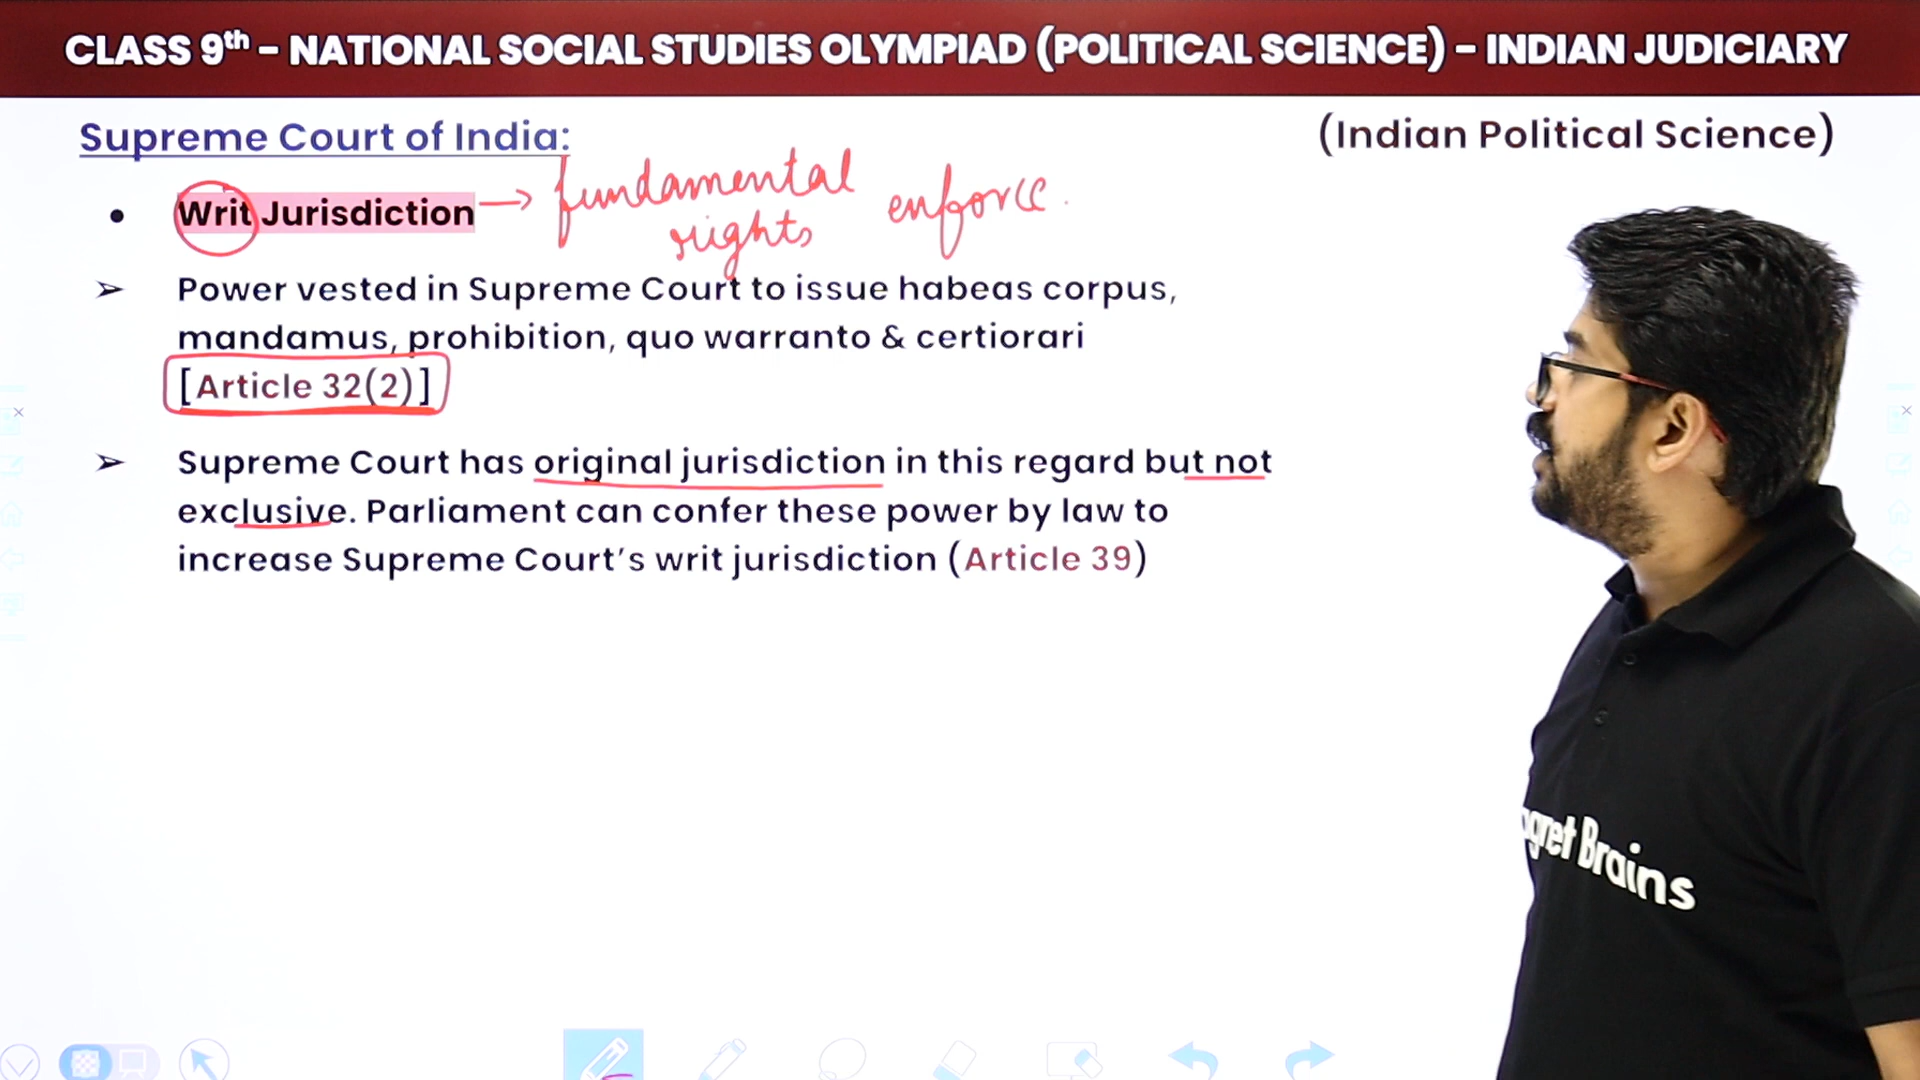 CLASS 9th – NATIONAL SOCIAL STUDIES OLYMPIAD (POLITICAL SCIENCE) – INDIAN JUDICIARY
Supreme Court of India:
(Indian Political Science)
• Writ Jurisdiction → fundamental rights enforce
➢ Power vested in Supreme Court to issue habeas corpus,
mandamus, prohibition, quo warranto & certiorari
[Article 32(2)]
➢ Supreme Court has original jurisdiction in this regard but not
exclusive. Parliament can confer these power by law to
increase Supreme Court's writ jurisdiction (Article 39)
Brains